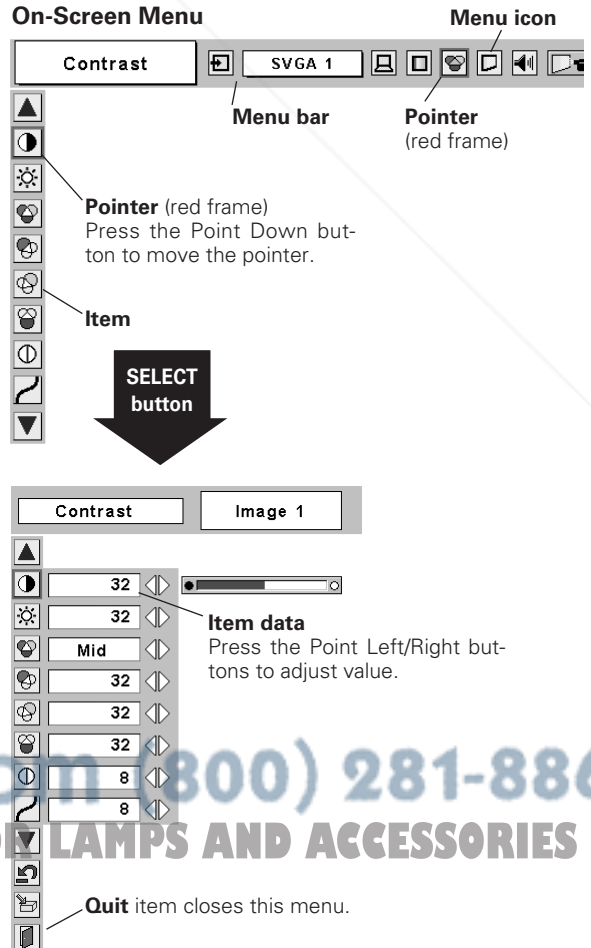 On-Screen Menu
Menu icon
Contrast
SVGA 1
Menu bar
Pointer
(red frame)
Pointer (red frame)
Press the Point Down but-
ton to move the pointer.
Item
SELECT
button
Contrast
Image 1
32
32
Item data
Press the Point Left/Right but-
tons to adjust value.
Mid
32
32
32
8
8
(800) 281-886
LAMPS AND ACCESSORIES
Quit item closes this menu.